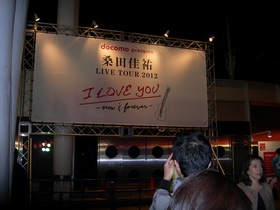 docomo presents
桑田佳祐
LIVE TOUR 2012
I LOVE YOU
-now & forever-